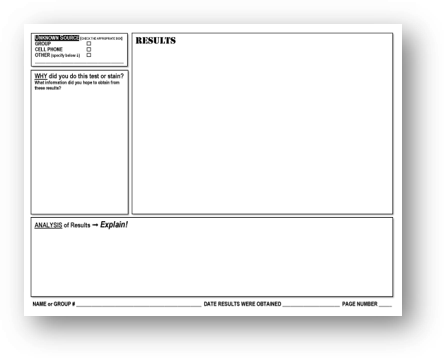 UNKNOWN SOURCE (CHECK THE APPROPRIATE BOX)
GROUP
CELL PHONE
OTHER (specify below ↓)
RESULTS
WHY did you do this test or stain?
What information did you hope to obtain from
these results?
ANALYSIS of Results → Explain!
NAME or GROUP # ____ DATE RESULTS WERE OBTAINED ____ PAGE NUMBER ____